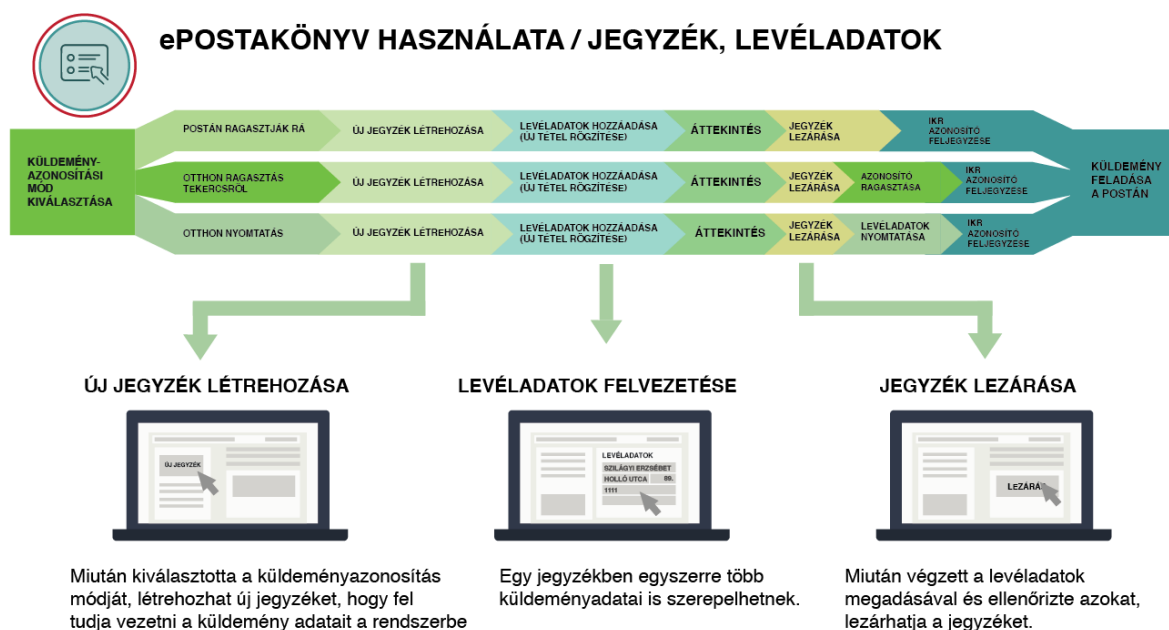 ePOSTAKÖNYV HASZNÁLATA / JEGYZÉK, LEVÉLADATOK
KÜLDEMÉNY-
AZONOSÍTÁSI
MÓD
KIVÁLASZTÁSA
POSTÁN RAGASZTJÁK RÁ
ÚJ JEGYZÉK LÉTREHOZÁSA
LEVÉLADATOK HOZZÁADÁSA
(ÚJ TÉTEL RÖGZÍTÉSE)
ÁTTEKINTÉS
JEGYZÉK
LEZÁRÁSA
IKR
AZONOSÍTÓ
FELJEGYZÉSE
OTTHON RAGASZTÁS
TEKERCSRŐL
ÚJ JEGYZÉK LÉTREHOZÁSA
LEVÉLADATOK HOZZÁADÁSA
(ÚJ TÉTEL RÖGZÍTÉSE)
ÁTTEKINTÉS
JEGYZÉK
LEZÁRÁSA
AZONOSÍTÓ
RAGASZTÁSA
IKR
AZONOSÍTÓ
FELJEGYZÉSE
OTTHON NYOMTATÁS
ÚJ JEGYZÉK LÉTREHOZÁSA
LEVÉLADATOK HOZZÁADÁSA
(ÚJ TÉTEL RÖGZÍTÉSE)
ÁTTEKINTÉS
JEGYZÉK
LEZÁRÁSA
LEVÉLADATOK
NYOMTATÁSA
IKR
AZONOSÍTÓ
FELJEGYZÉSE
KÜLDEMÉNY
FELADÁSA
A POSTÁN
ÚJ JEGYZÉK LÉTREHOZÁSA
ÚJ JEGYZÉK
Miután kiválasztotta a küldeményazonosítás
módját, létrehozhat új jegyzéket, hogy fel
tudja vezetni a küldemény adatait a rendszerbe
LEVÉLADATOK FELVEZETÉSE
LEVÉLADATOK
SZILÁGYI ERZSÉBET
HOLLÓ UTCA 89.
1111
Egy jegyzékben egyszerre több
küldeményadatai is szerepelhetnek.
JEGYZÉK LEZÁRÁSA
LEZÁRÁS
Miután végzett a levéladatok
megadásával és ellenőrizte azokat,
lezárhatja a jegyzéket.